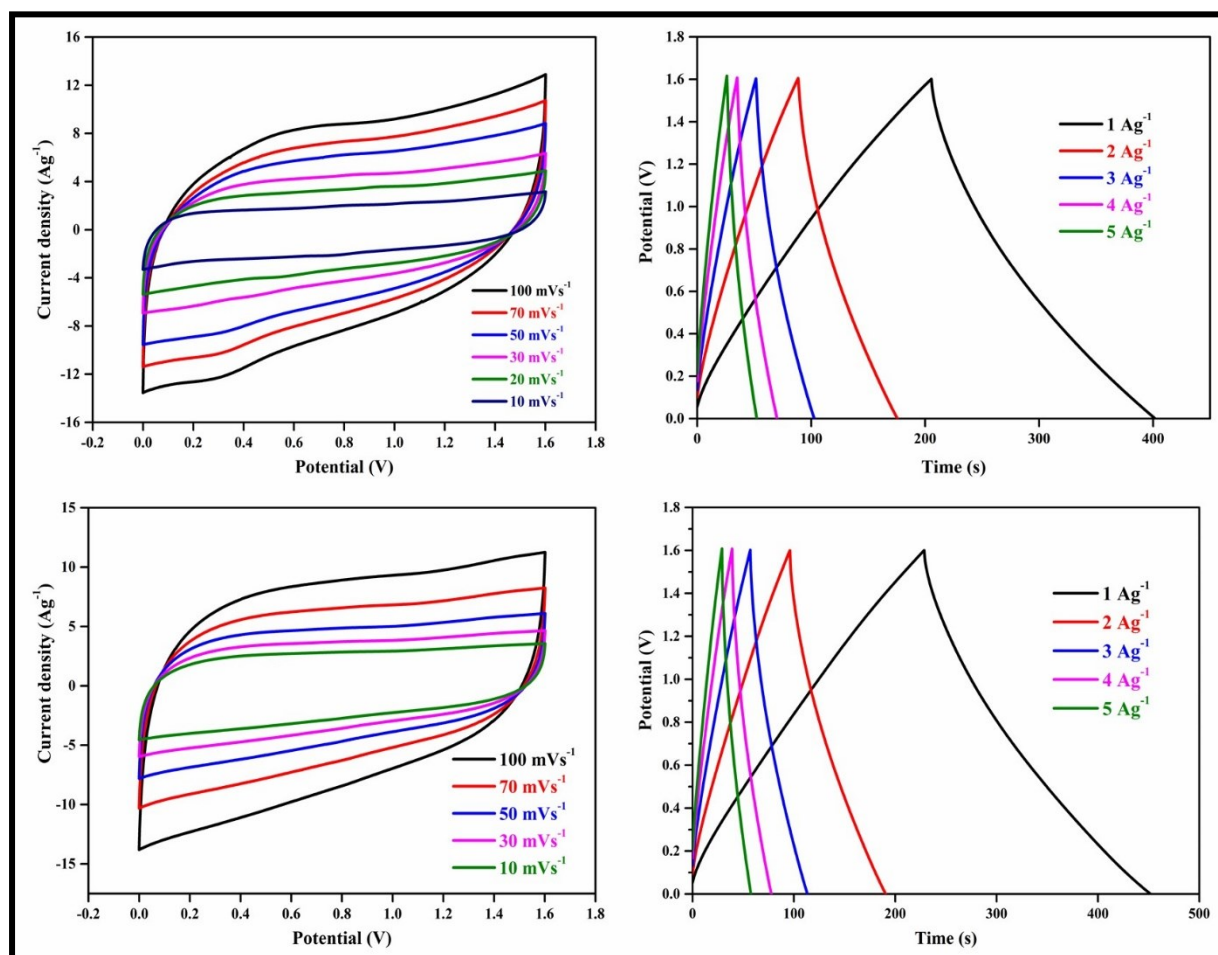 16
12
8
4
0
-4
-8
-12
-16
Current density (Ag⁻¹)
-0.2 0.0 0.2 0.4 0.6 0.8 1.0 1.2 1.4 1.6 1.8
Potential (V)
100 mVs⁻¹
70 mVs⁻¹
50 mVs⁻¹
30 mVs⁻¹
20 mVs⁻¹
10 mVs⁻¹
1.8
1.6
1.4
1.2
1.0
0.8
0.6
0.4
0.2
0.0
Potential (V)
0 100 200 300 400
Time (s)
1 Ag⁻¹
2 Ag⁻¹
3 Ag⁻¹
4 Ag⁻¹
5 Ag⁻¹
15
10
5
0
-5
-10
-15
Current density (Ag⁻¹)
-0.2 0.0 0.2 0.4 0.6 0.8 1.0 1.2 1.4 1.6 1.8
Potential (V)
100 mVs⁻¹
70 mVs⁻¹
50 mVs⁻¹
30 mVs⁻¹
10 mVs⁻¹
1.8
1.6
1.4
1.2
1.0
0.8
0.6
0.4
0.2
0.0
Potential (V)
0 100 200 300 400 500
Time (s)
1 Ag⁻¹
2 Ag⁻¹
3 Ag⁻¹
4 Ag⁻¹
5 Ag⁻¹